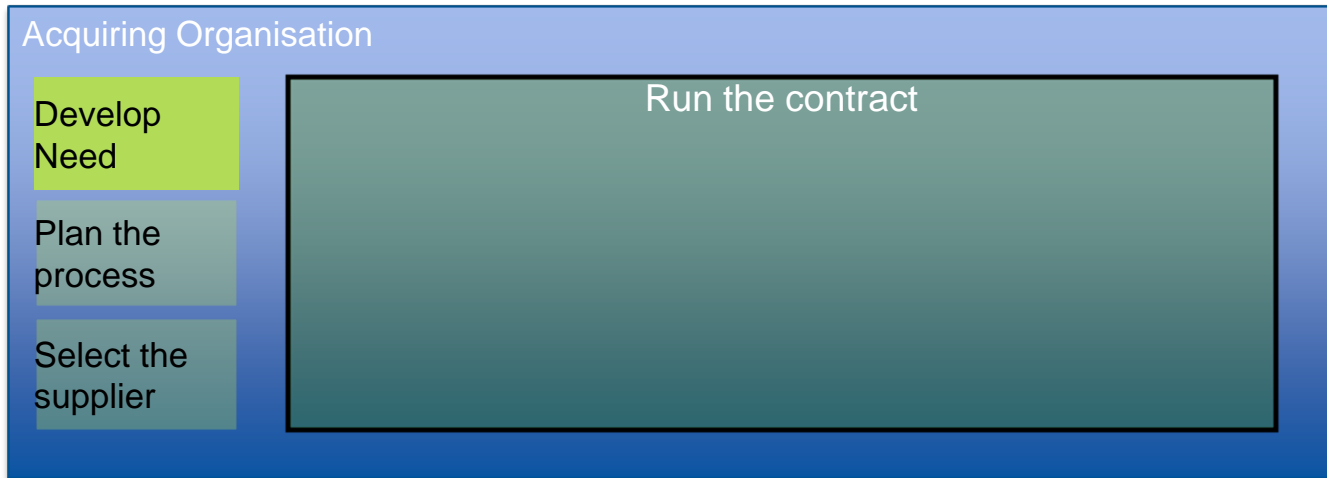 Acquiring Organisation
Develop
Need
Plan the
process
Select the
supplier
Run the contract